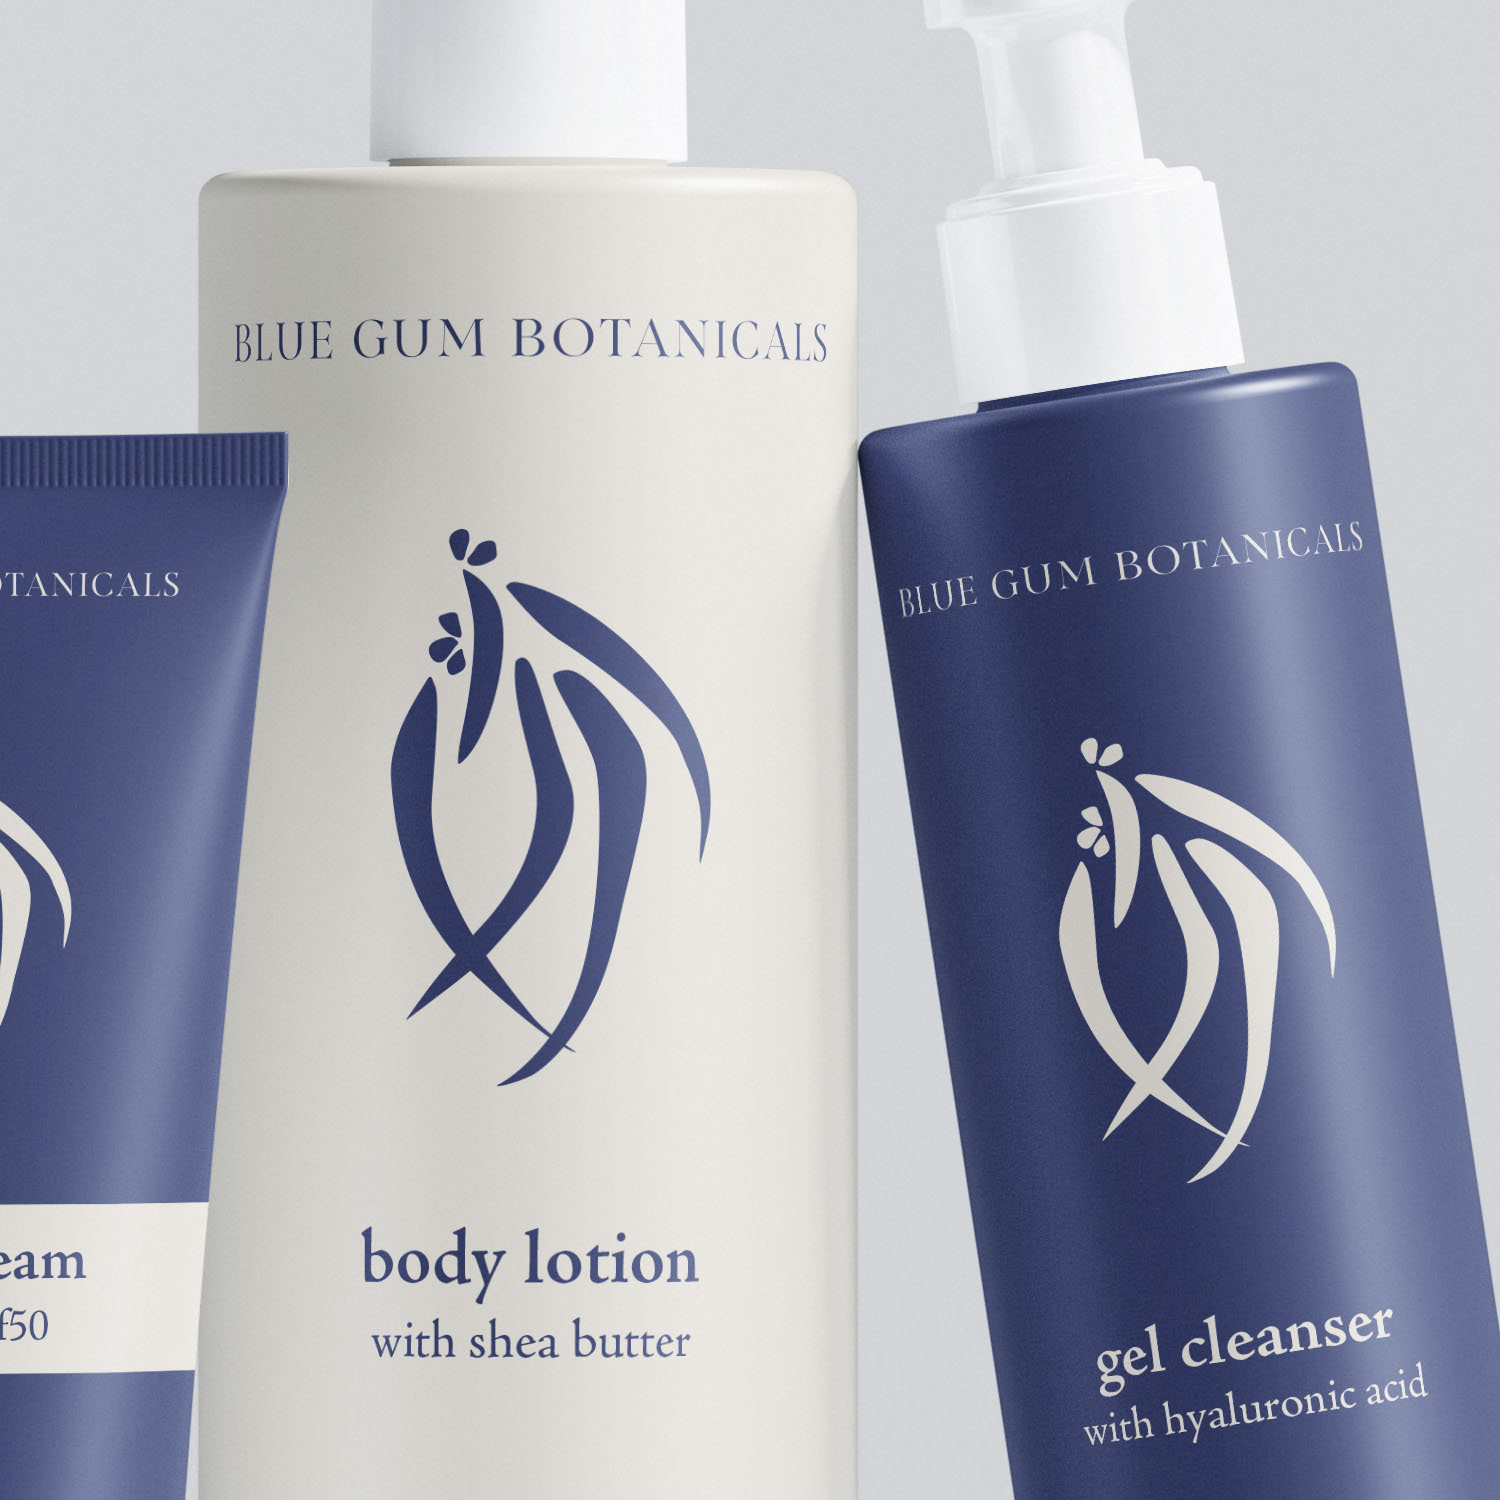 BLUE GUM BOTANICALS
body lotion
with shea butter
BLUE GUM BOTANICALS
gel cleanser
with hyaluronic acid